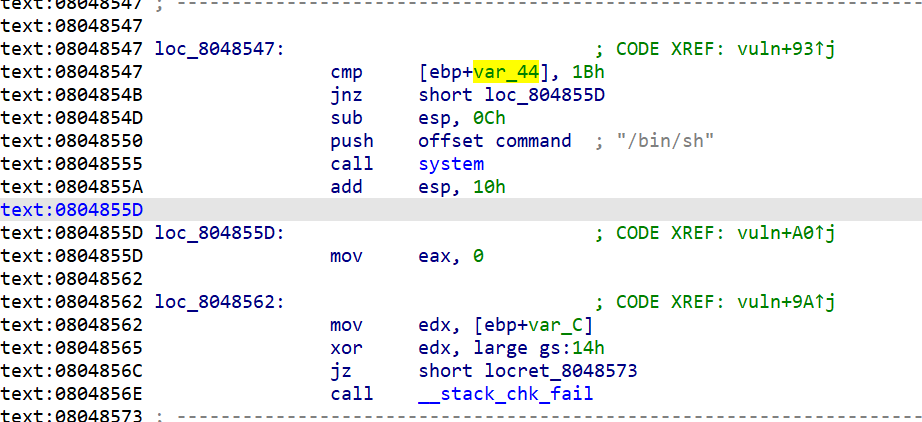 text:08048547 ; ---------------------------------------------------------------------------
text:08048547
text:08048547 loc_8048547: ; CODE XREF: vuln+93↑j
text:08048547 cmp [ebp+var_44], 1Bh
text:0804854B jnz short loc_804855D
text:0804854D sub esp, 0Ch
text:08048550 push offset command ; "/bin/sh"
text:08048555 call system
text:0804855A add esp, 10h
text:0804855D
text:0804855D loc_804855D: ; CODE XREF: vuln+A0↑j
text:0804855D mov eax, 0
text:08048562
text:08048562 loc_8048562: ; CODE XREF: vuln+9A↑j
text:08048562 mov edx, [ebp+var_C]
text:08048565 xor edx, large gs:14h
text:0804856C jz short locret_8048573
text:0804856E call __stack_chk_fail
text:08048573 ; ---------------------------------------------------------------------------